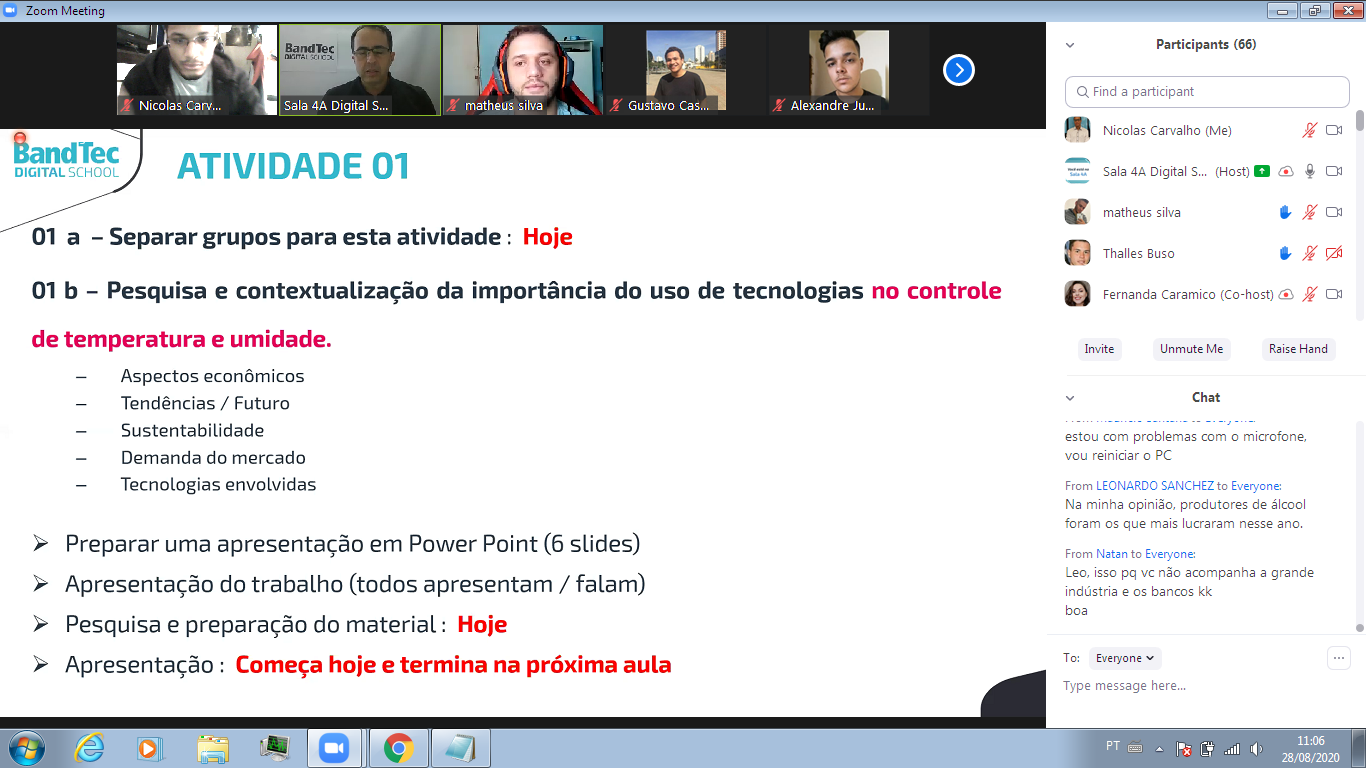 Zoom Meeting
BandTec
DIGITAL SCHOOL
Nicolas Carv...
Sala 4A Digital S...
matheus silva
Gustavo Cas...
Alexandre Ju...
BandTec
DIGITAL SCHOOL
ATIVIDADE 01
01 a – Separar grupos para esta atividade : Hoje
01 b – Pesquisa e contextualização da importância do uso de tecnologias no controle
de temperatura e umidade.
– Aspectos econômicos
– Tendências / Futuro
– Sustentabilidade
– Demanda do mercado
– Tecnologias envolvidas
➢ Preparar uma apresentação em Power Point (6 slides)
➢ Apresentação do trabalho (todos apresentam / falam)
➢ Pesquisa e preparação do material : Hoje
➢ Apresentação : Começa hoje e termina na próxima aula
Participants (66)
Find a participant
Nicolas Carvalho (Me)
Sala 4A Digital S... (Host)
matheus silva
Thalles Buso
Fernanda Caramico (Co-host)
Invite
Unmute Me
Raise Hand
Chat
estou com problemas com o microfone,
vou reiniciar o PC
From LEONARDO SANCHEZ to Everyone:
Na minha opinião, produtores de álcool
foram os que mais lucraram nesse ano.
From Natan to Everyone:
Leo, isso pq vc não acompanha a grande
indústria e os bancos kk
boa
To: Everyone
Type message here...
PT
11:06
28/08/2020